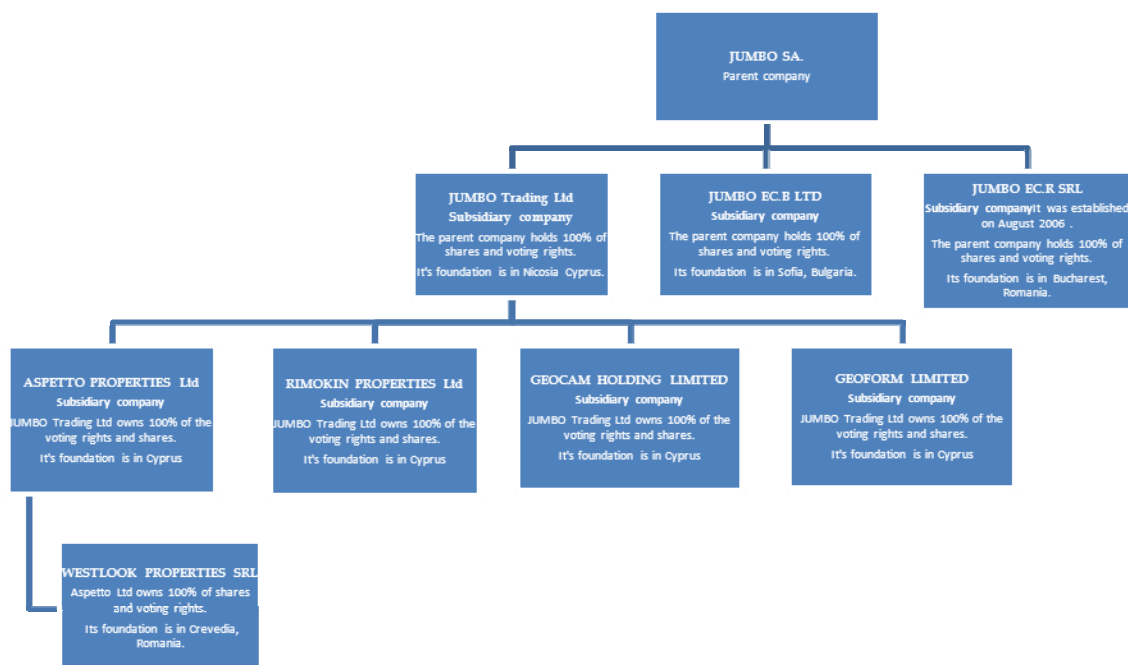 JUMBO SA.
Parent company
JUMBO Trading Ltd
Subsidiary company
The parent company holds 100% of
shares and voting rights.
It's foundation is in Nicosia Cyprus.
JUMBO EC.B LTD
Subsidiary company
The parent company holds 100% of
shares and voting rights.
Its foundation is in Sofia, Bulgaria.
JUMBO EC.R SRL
Subsidiary companyIt was established
on August 2006 .
The parent company holds 100% of
shares and voting rights.
Its foundation is in Bucharest,
Romania.
ASPETTO PROPERTIES Ltd
Subsidiary company
JUMBO Trading Ltd owns 100% of the
voting rights and shares.
It's foundation is in Cyprus
RIMOKIN PROPERTIES Ltd
Subsidiary company
JUMBO Trading Ltd owns 100% of the
voting rights and shares.
It's foundation is in Cyprus
GEOCAM HOLDING LIMITED
Subsidiary company
JUMBO Trading Ltd owns 100% of the
voting rights and shares.
It's foundation is in Cyprus
GEOFORM LIMITED
Subsidiary company
JUMBO Trading Ltd owns 100% of the
voting rights and shares.
It's foundation is in Cyprus
WESTLOOK PROPERTIES SRL
Aspetto Ltd owns 100% of shares
and voting rights.
Its foundation is in Crevedia,
Romania.